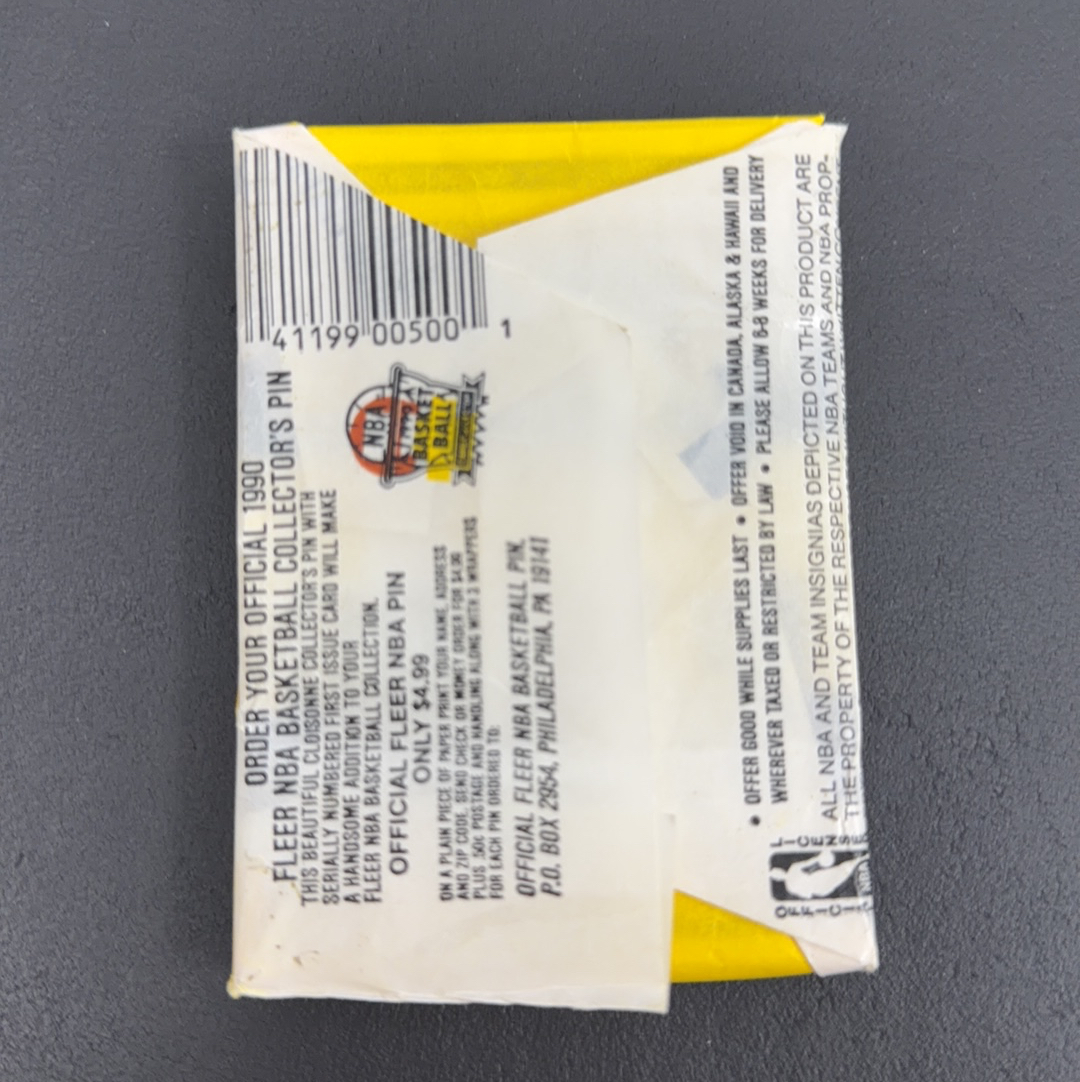 ORDER YOUR OFFICIAL 1990
FLEER NBA BASKETBALL COLLECTOR'S PIN
THIS BEAUTIFUL CLOISONNE COLLECTOR'S PIN WITH
SERIALLY NUMBERED FIRST ISSUE CARD WILL MAKE
A HANDSOME ADDITION TO YOUR
FLEER NBA BASKETBALL COLLECTION.
OFFICIAL FLEER NBA PIN
ONLY $4.99
ON A PLAIN PIECE OF PAPER PRINT YOUR NAME, ADDRESS
AND ZIP CODE. SEND CHECK OR MONEY ORDER FOR $4.99
PLUS .50¢ POSTAGE AND HANDLING ALONG WITH 3 WRAPPERS
FOR EACH PIN ORDERED TO:
OFFICIAL FLEER NBA BASKETBALL PIN,
P.O. BOX 2954, PHILADELPHIA, PA 19141
41199 00500 1
NBA
BASKET
BALL
• OFFER GOOD WHILE SUPPLIES LAST • OFFER VOID IN CANADA, ALASKA & HAWAII AND
WHEREVER TAXED OR RESTRICTED BY LAW • PLEASE ALLOW 6-8 WEEKS FOR DELIVERY
ALL NBA AND TEAM INSIGNIAS DEPICTED ON THIS PRODUCT ARE
THE PROPERTY OF THE RESPECTIVE NBA TEAMS AND NBA PROP-
OFFICIAL
LICENSE
NBA